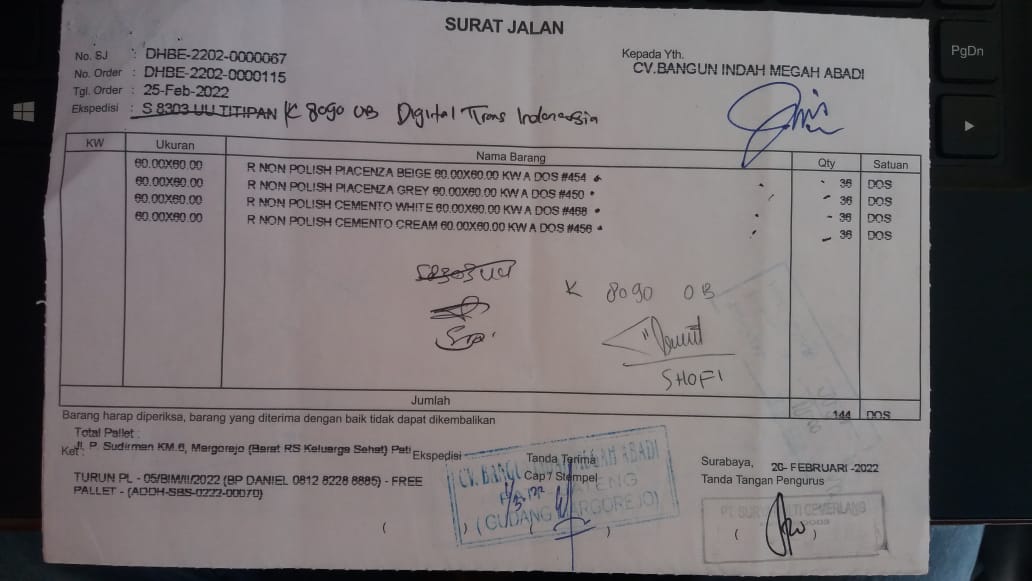 SURAT JALAN
No. SJ : DHBE-2202-0000067
No. Order : DHBE-2202-0000115
Tgl. Order : 25-Feb-2022
Ekspedisi : S 8303 UU TITIPAN K 8090 OB Digital Trans Indonesia
Kepada Yth.
CV.BANGUN INDAH MEGAH ABADI
KW Ukuran Nama Barang Qty Satuan
60.00X60.00 R NON POLISH PIACENZA BEIGE 60.00X60.00 KW A DOS #454 36 DOS
60.00X60.00 R NON POLISH PIACENZA GREY 60.00X60.00 KW A DOS #450 36 DOS
60.00X60.00 R NON POLISH CEMENTO WHITE 60.00X60.00 KW A DOS #468 36 DOS
60.00X60.00 R NON POLISH CEMENTO CREAM 60.00X60.00 KW A DOS #456 36 DOS
S8303UU
K 8090 OB
SHOFI
Jumlah 144 DOS
Barang harap diperiksa, barang yang diterima dengan baik tidak dapat dikembalikan
Total Pallet :
Ket : Jl. P. Sudirman KM.6, Margorejo (Barat RS Keluarga Sehat) Pati
TURUN PL - 05/BIM/II/2022 (BP DANIEL 0812 8228 8885) - FREE
PALLET - (ADDH-SBS-0222-00070)
Ekspedisi
( )
Tanda Terima
Cap / Stempel
( )
CV. BANGUN INDAH MEGAH ABADI
JATENG
(GUDANG MARGOREJO)
Surabaya, 26- FEBRUARI -2022
Tanda Tangan Pengurus
CEMERLANG
( )
PgDn